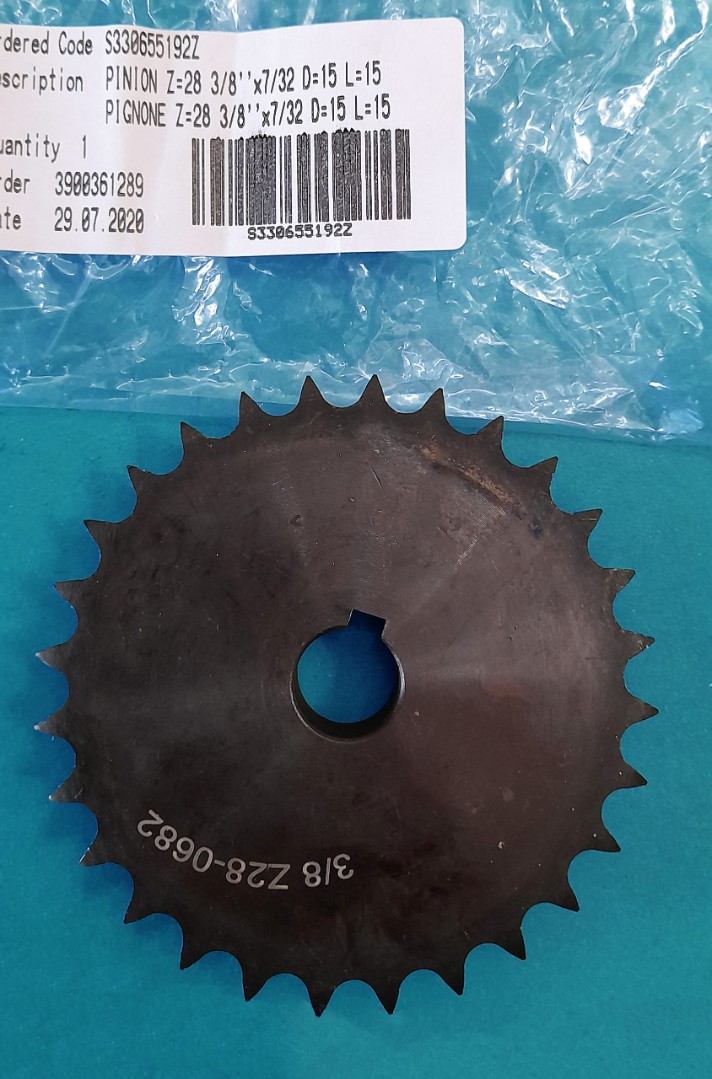 rdered Code S330655192Z
escription PINION Z=28 3/8''x7/32 D=15 L=15
PIGNONE Z=28 3/8''x7/32 D=15 L=15
uantity 1
rder 3900361289
ate 29.07.2020
S330655192Z
3/8 Z28-0682